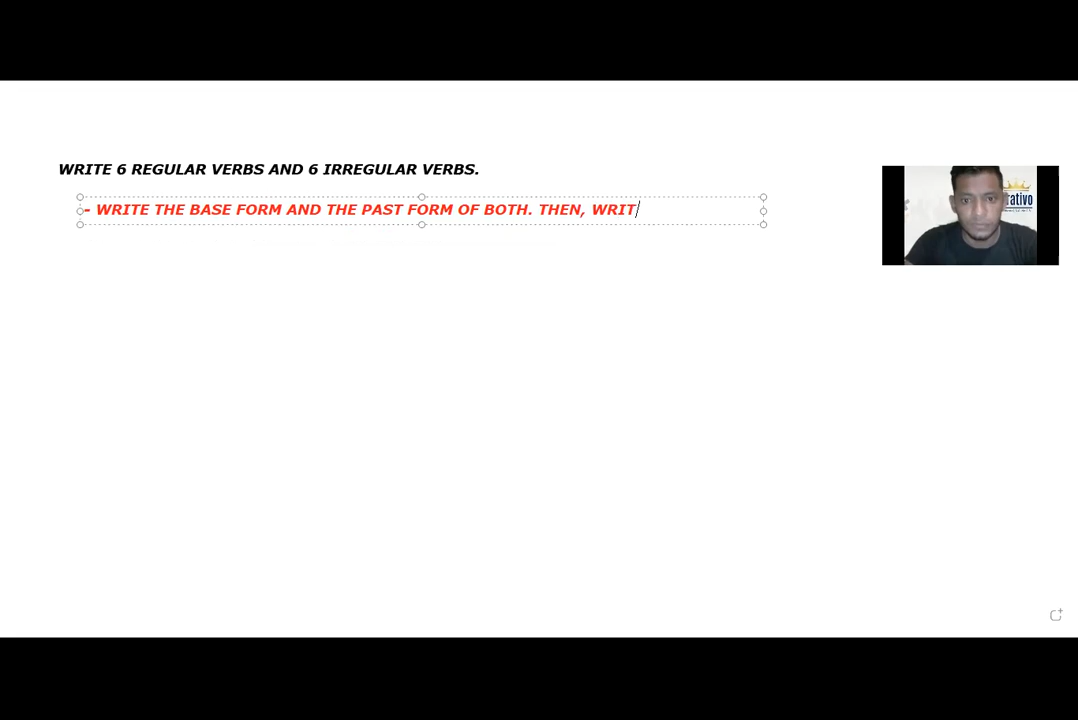 WRITE 6 REGULAR VERBS AND 6 IRREGULAR VERBS.
- WRITE THE BASE FORM AND THE PAST FORM OF BOTH. THEN, WRIT
rativo